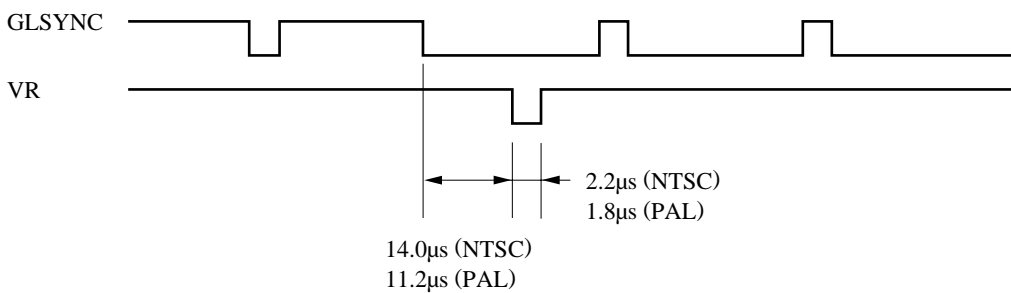 GLSYNC
VR
2.2µs (NTSC)
1.8µs (PAL)
14.0µs (NTSC)
11.2µs (PAL)